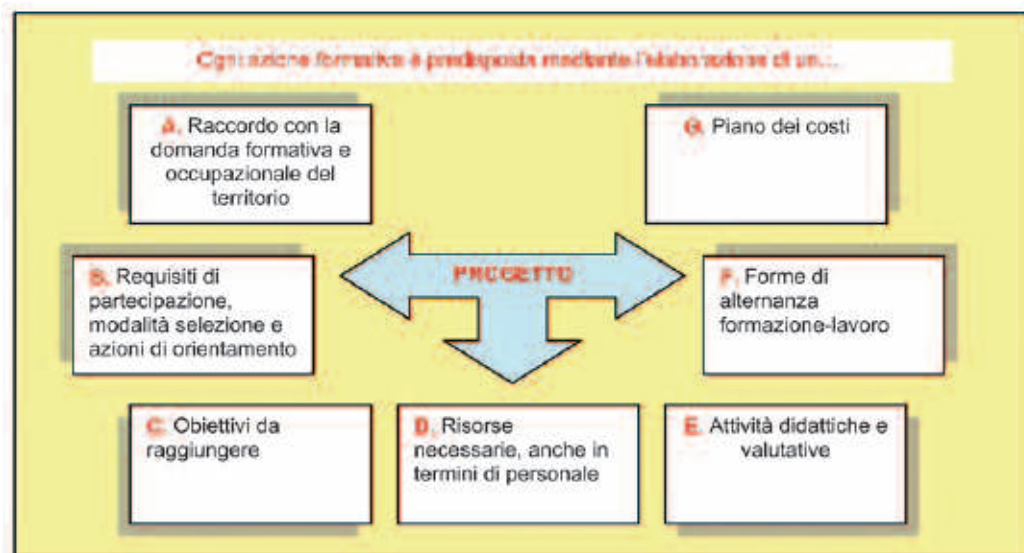 Ogni azione formativa è predisposta mediante l'elaborazione di un...
A. Raccordo con la
domanda formativa e
occupazionale del
territorio
G. Piano dei costi
B. Requisiti di
partecipazione,
modalità selezione e
azioni di orientamento
PROGETTO
F. Forme di
alternanza
formazione-lavoro
C. Obiettivi da
raggiungere
D. Risorse
necessarie, anche in
termini di personale
E. Attività didattiche e
valutative